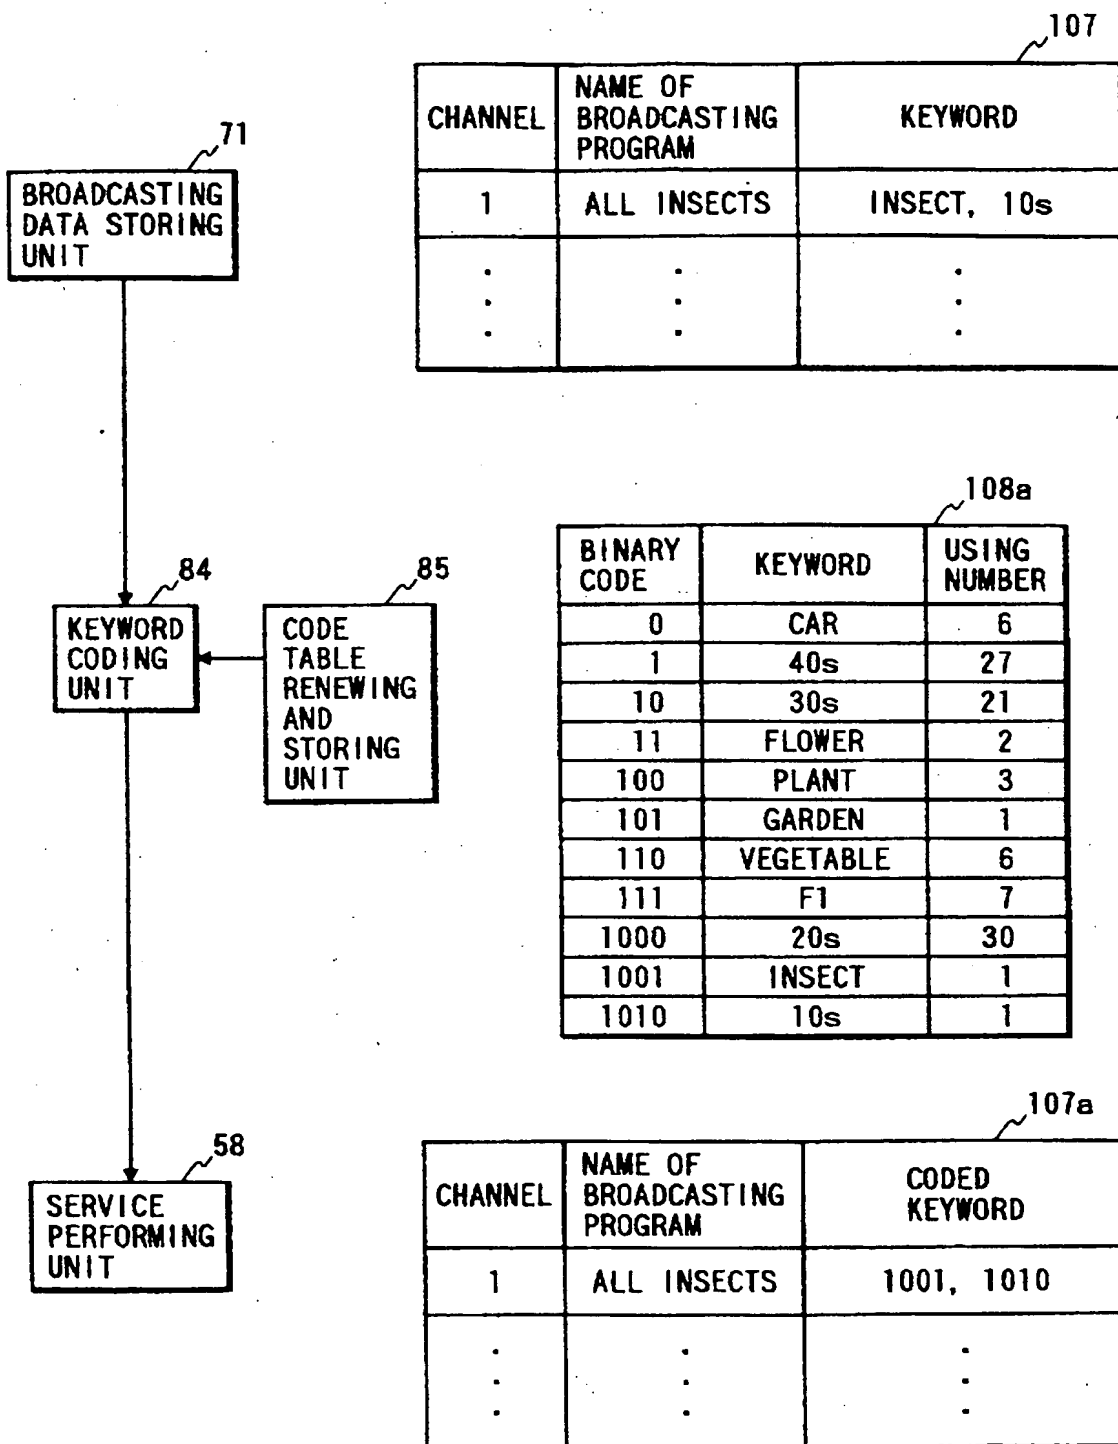 107
CHANNEL
NAME OF
BROADCASTING
PROGRAM
KEYWORD
1
ALL INSECTS
INSECT, 10s
71
BROADCASTING
DATA STORING
UNIT
108a
BINARY
CODE
KEYWORD
USING
NUMBER
0 CAR 6
1 40s 27
10 30s 21
11 FLOWER 2
100 PLANT 3
101 GARDEN 1
110 VEGETABLE 6
111 F1 7
1000 20s 30
1001 INSECT 1
1010 10s 1
84
KEYWORD
CODING
UNIT
85
CODE
TABLE
RENEWING
AND
STORING
UNIT
107a
CHANNEL
NAME OF
BROADCASTING
PROGRAM
CODED
KEYWORD
1
ALL INSECTS
1001, 1010
58
SERVICE
PERFORMING
UNIT